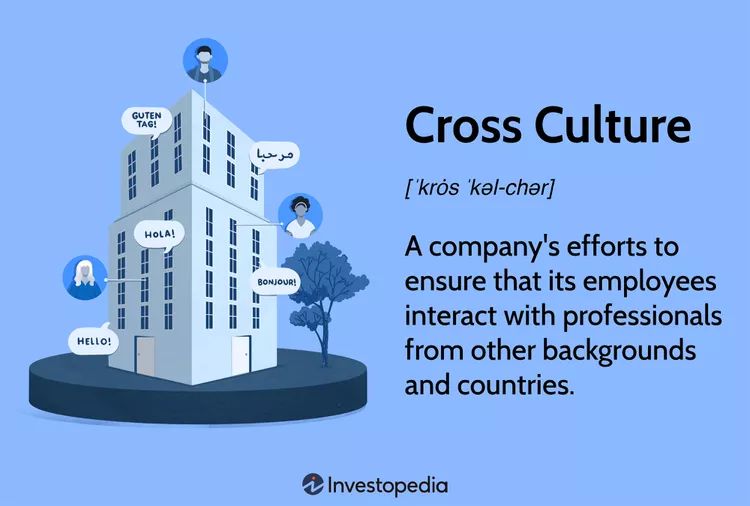 GUTEN
TAG!
مرحبا
HOLA!
BONJOUR!
HELLO!
Cross Culture
[ˈkrȯs ˈkəl-chər]
A company's efforts to
ensure that its employees
interact with professionals
from other backgrounds
and countries.
Investopedia